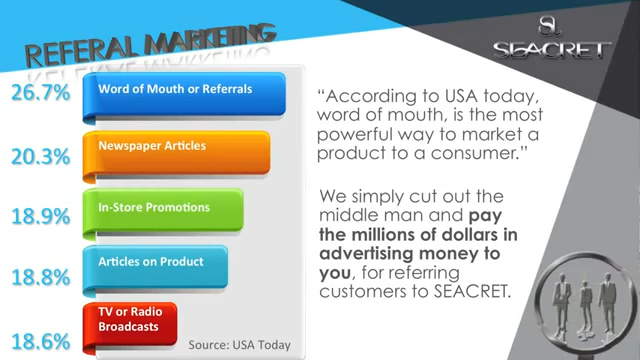 REFERAL MARKETING
SEACRET
26.7%
Word of Mouth or Referrals
20.3%
Newspaper Articles
18.9%
In-Store Promotions
18.8%
Articles on Product
18.6%
TV or Radio
Broadcasts
Source: USA Today
“According to USA today,
word of mouth, is the most
powerful way to market a
product to a consumer.”
We simply cut out the
middle man and pay
the millions of dollars in
advertising money to
you, for referring
customers to SEACRET.